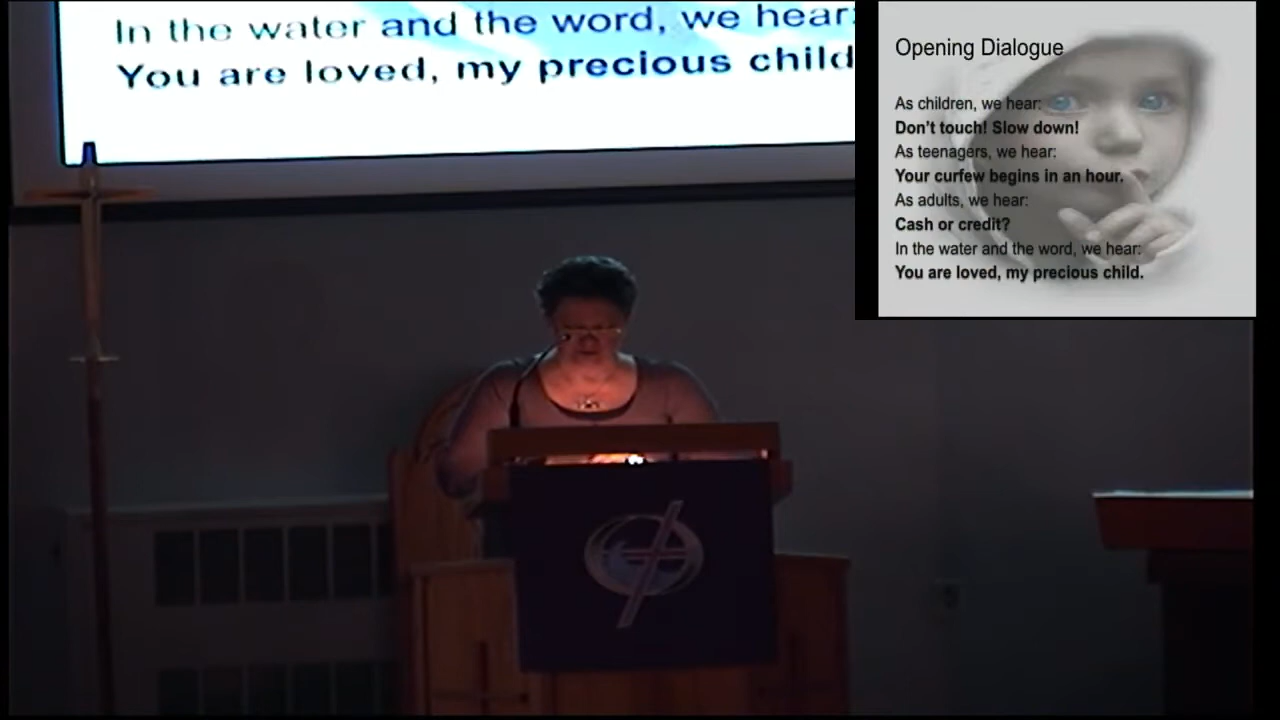 In the water and the word, we hear:
You are loved, my precious child
Opening Dialogue
As children, we hear:
Don't touch! Slow down!
As teenagers, we hear:
Your curfew begins in an hour.
As adults, we hear:
Cash or credit?
In the water and the word, we hear:
You are loved, my precious child.